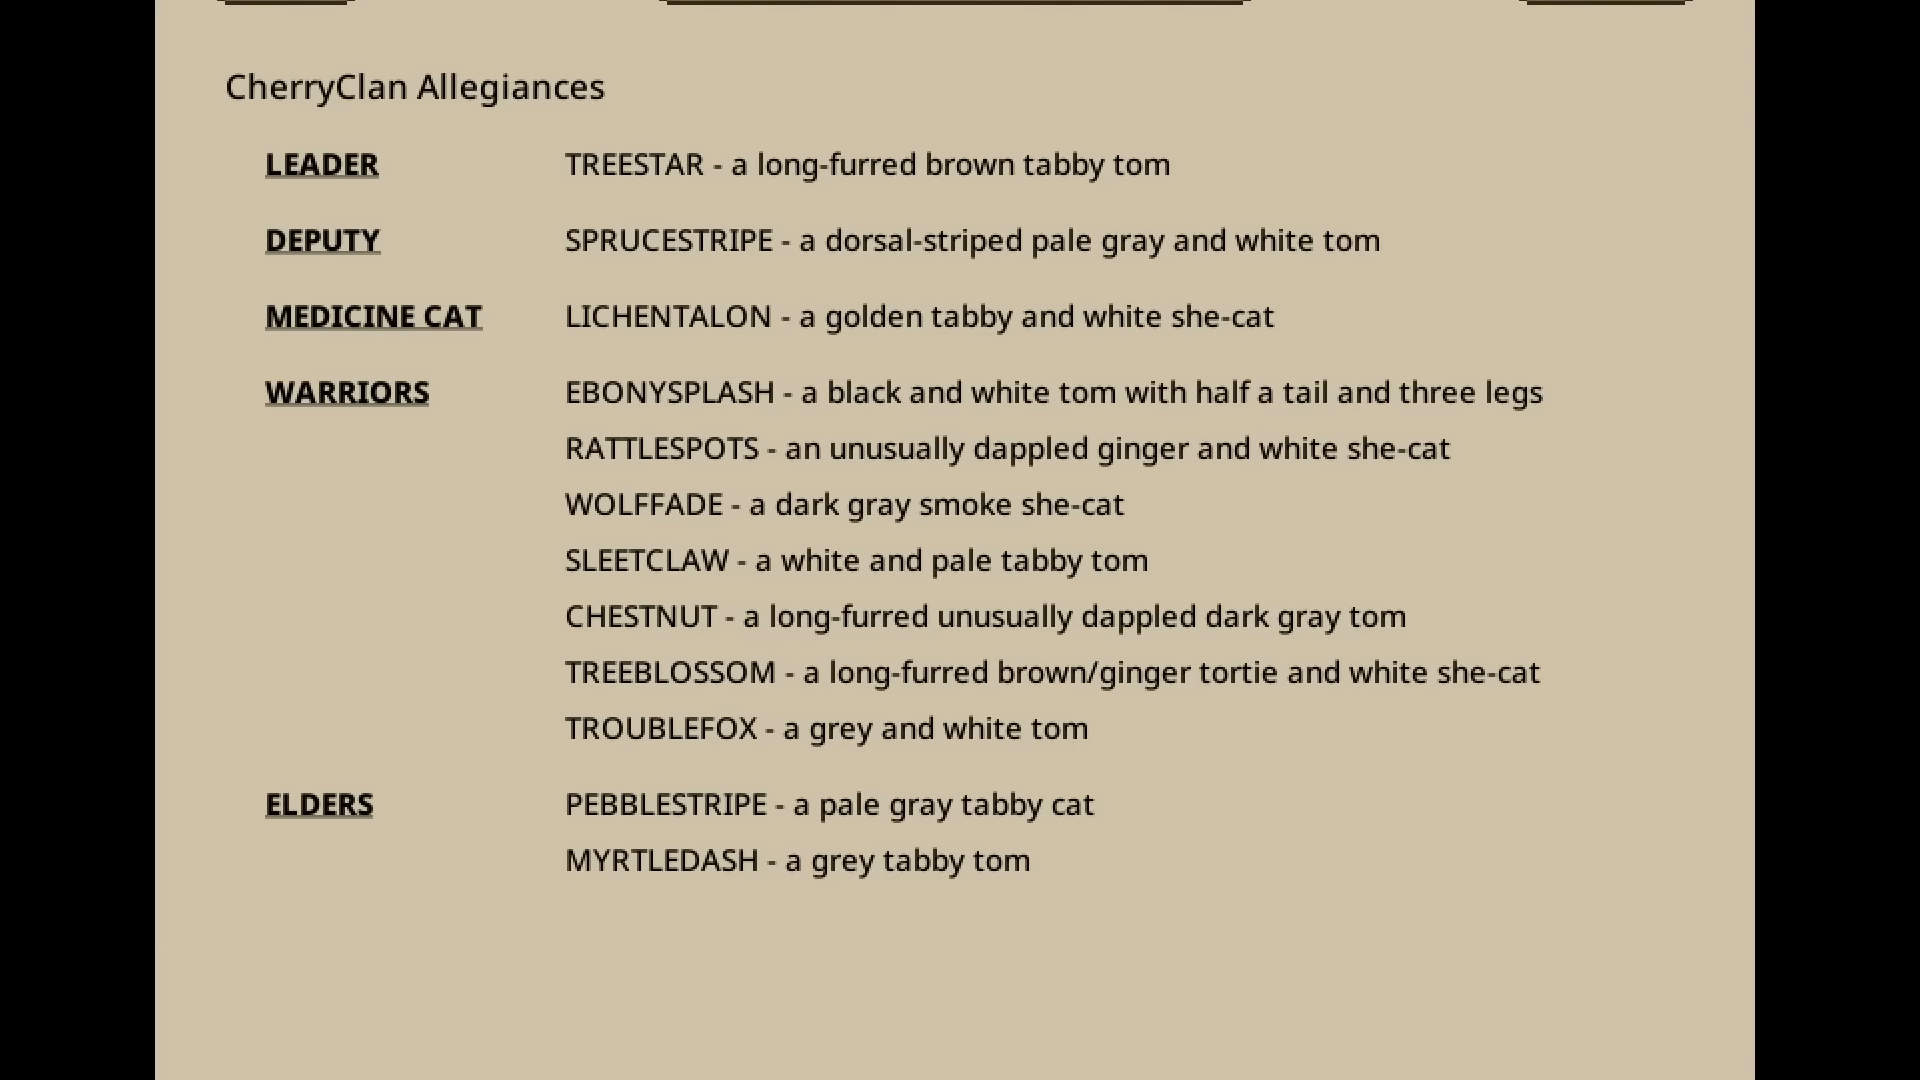 CherryClan Allegiances
LEADER TREESTAR - a long-furred brown tabby tom
DEPUTY SPRUCESTRIPE - a dorsal-striped pale gray and white tom
MEDICINE CAT LICHENTALON - a golden tabby and white she-cat
WARRIORS EBONYSPLASH - a black and white tom with half a tail and three legs
RATTLESPOTS - an unusually dappled ginger and white she-cat
WOLFFADE - a dark gray smoke she-cat
SLEETCLAW - a white and pale tabby tom
CHESTNUT - a long-furred unusually dappled dark gray tom
TREEBLOSSOM - a long-furred brown/ginger tortie and white she-cat
TROUBLEFOX - a grey and white tom
ELDERS PEBBLESTRIPE - a pale gray tabby cat
MYRTLEDASH - a grey tabby tom